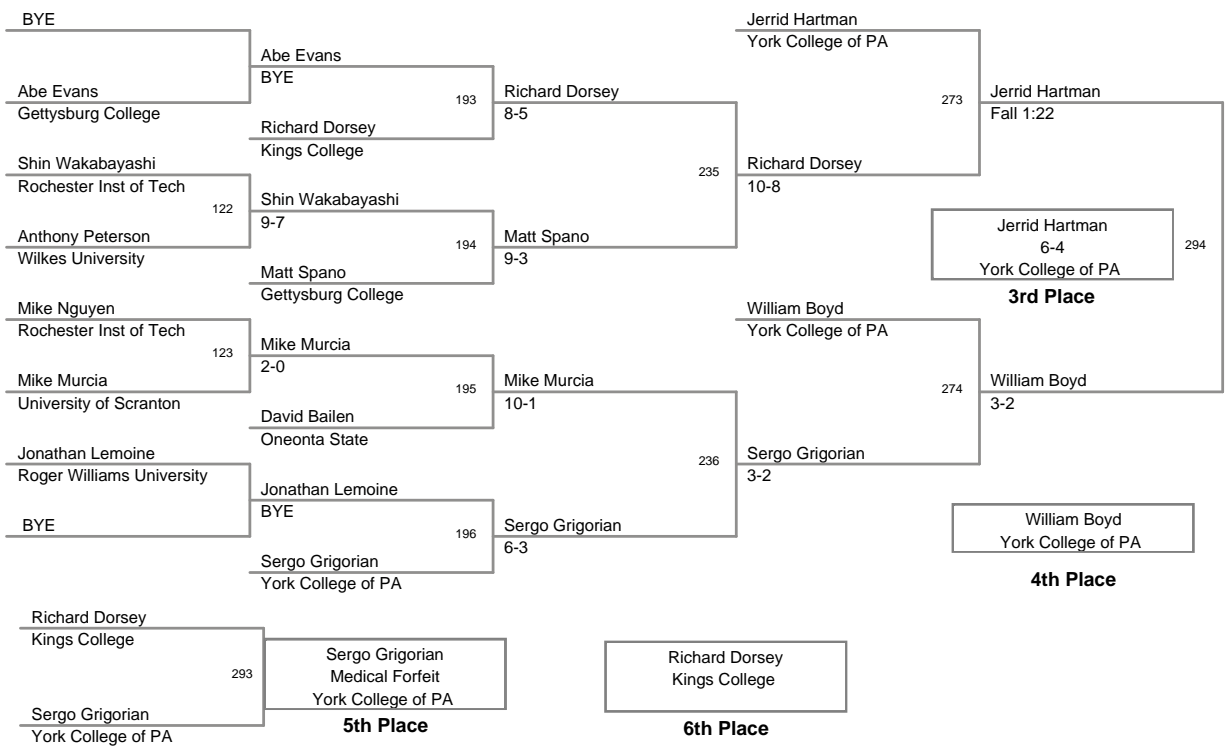 BYE
Abe Evans
Gettysburg College
Shin Wakabayashi
Rochester Inst of Tech
122
Anthony Peterson
Wilkes University
Mike Nguyen
Rochester Inst of Tech
123
Mike Murcia
University of Scranton
Jonathan Lemoine
Roger Williams University
BYE
Abe Evans
BYE
193
Richard Dorsey
Kings College
Shin Wakabayashi
9-7
194
Matt Spano
Gettysburg College
Mike Murcia
2-0
195
David Bailen
Oneonta State
Jonathan Lemoine
BYE
196
Sergo Grigorian
York College of PA
Richard Dorsey
8-5
235
Matt Spano
9-3
Mike Murcia
10-1
236
Sergo Grigorian
6-3
Jerrid Hartman
York College of PA
273
Richard Dorsey
10-8
William Boyd
York College of PA
274
Sergo Grigorian
3-2
Jerrid Hartman
Fall 1:22
Jerrid Hartman
6-4
York College of PA
294
3rd Place
William Boyd
3-2
William Boyd
York College of PA
4th Place
Richard Dorsey
Kings College
293
Sergo Grigorian
York College of PA
Sergo Grigorian
Medical Forfeit
York College of PA
5th Place
Richard Dorsey
Kings College
6th Place